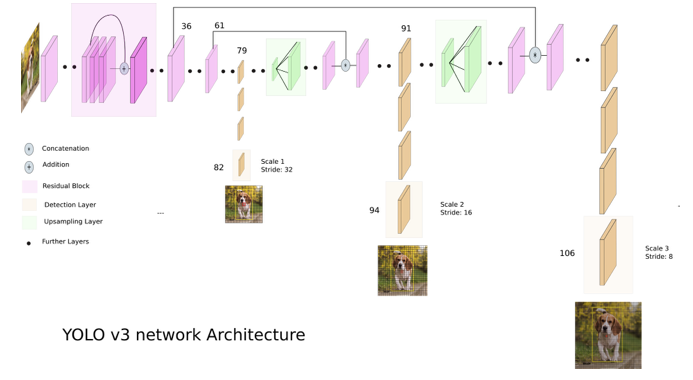 36
61
79
91
82
Scale 1
Stride: 32
94
Scale 2
Stride: 16
106
Scale 3
Stride: 8
Concatenation
Addition
Residual Block
Detection Layer
Upsampling Layer
Further Layers
...
YOLO v3 network Architecture